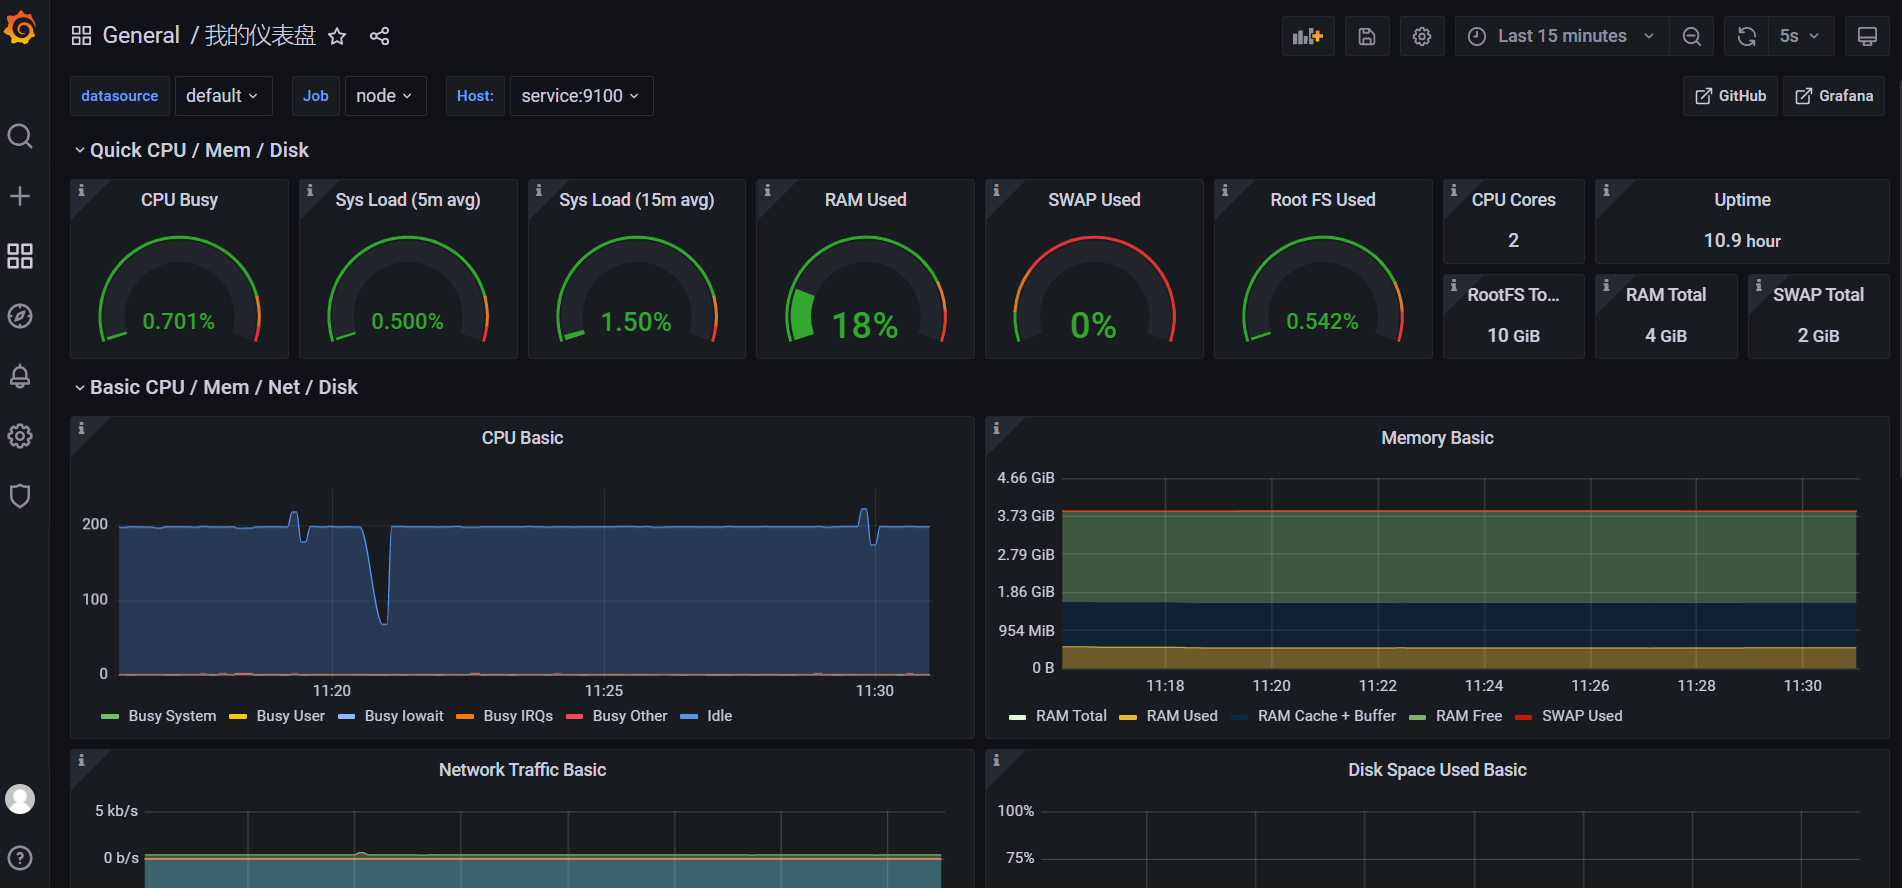 General / 我的仪表盘
Last 15 minutes
5s
datasource default Job node Host: service:9100
GitHub Grafana
Quick CPU / Mem / Disk
CPU Busy
0.701%
Sys Load (5m avg)
0.500%
Sys Load (15m avg)
1.50%
RAM Used
18%
SWAP Used
0%
Root FS Used
0.542%
CPU Cores
2
Uptime
10.9 hour
RootFS To...
10 GiB
RAM Total
4 GiB
SWAP Total
2 GiB
Basic CPU / Mem / Net / Disk
CPU Basic
200
100
0
11:20 11:25 11:30
Busy System Busy User Busy Iowait Busy IRQs Busy Other Idle
Memory Basic
4.66 GiB
3.73 GiB
2.79 GiB
1.86 GiB
954 MiB
0 B
11:18 11:20 11:22 11:24 11:26 11:28 11:30
RAM Total RAM Used RAM Cache + Buffer RAM Free SWAP Used
Network Traffic Basic
5 kb/s
0 b/s
Disk Space Used Basic
100%
75%